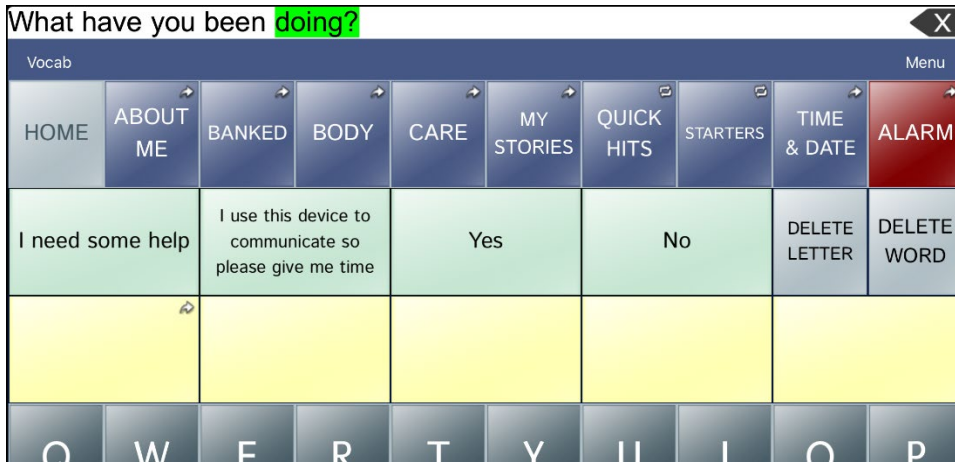 What have you been doing?
X
Vocab Menu
HOME ABOUT ME BANKED BODY CARE MY STORIES QUICK HITS STARTERS TIME & DATE ALARM
I need some help
I use this device to
communicate so
please give me time
Yes
No
DELETE
LETTER
DELETE
WORD
Q W E R T Y U I O P